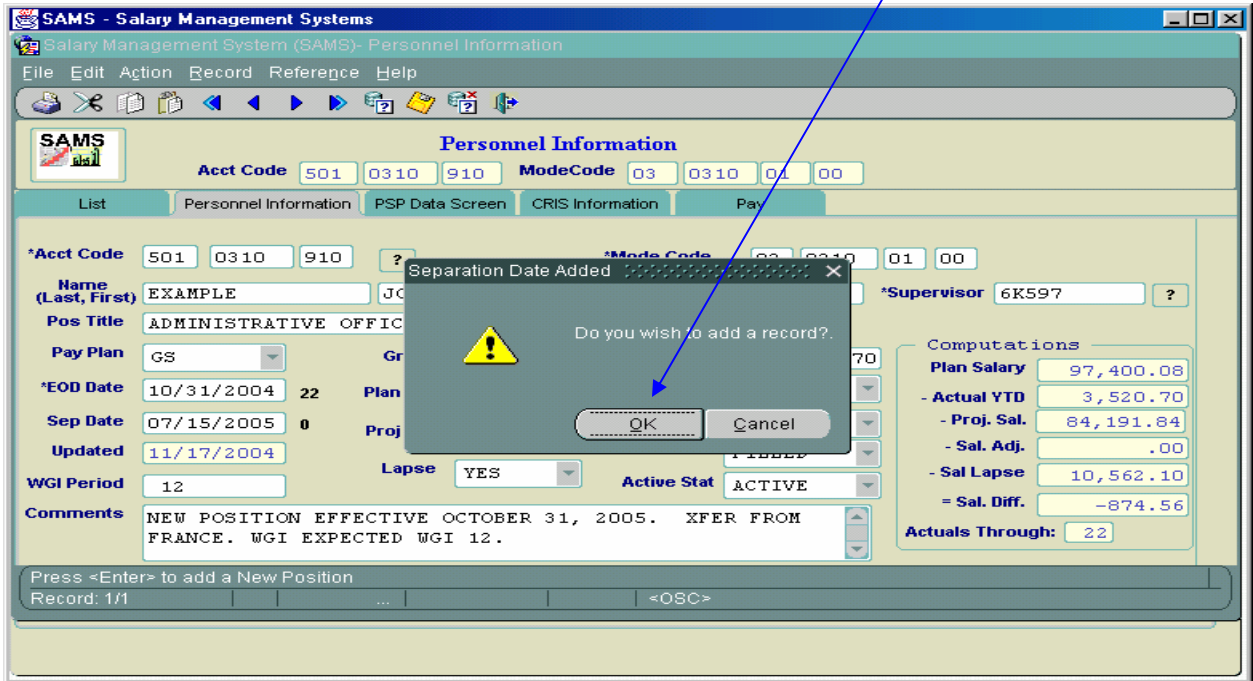 SAMS - Salary Management Systems
Salary Management System (SAMS)- Personnel Information
File Edit Action Record Reference Help
SAMS
Personnel Information
Acct Code 501 0310 910 ModeCode 03 0310 01 00
List Personnel Information PSP Data Screen CRIS Information Pay
*Acct Code 501 0310 910 ? *Mode Code 03 0310 01 00
Separation Date Added
Name (Last, First) EXAMPLE *Supervisor 6K597 ?
Do you wish to add a record?.
Pos Title ADMINISTRATIVE OFFIC
Pay Plan GS Gr 70
*EOD Date 10/31/2004 22 Plan
Sep Date 07/15/2005 0 Proj
OK Cancel
Updated 11/17/2004
Lapse YES
WGI Period 12 Active Stat ACTIVE
Comments NEW POSITION EFFECTIVE OCTOBER 31, 2005. XFER FROM
FRANCE. WGI EXPECTED WGI 12.
Computations
Plan Salary 97,400.08
- Actual YTD 3,520.70
- Proj. Sal. 84,191.84
- Sal. Adj. .00
- Sal Lapse 10,562.10
= Sal. Diff. -874.56
Actuals Through: 22
Press <Enter> to add a New Position
Record: 1/1 ... <OSC>